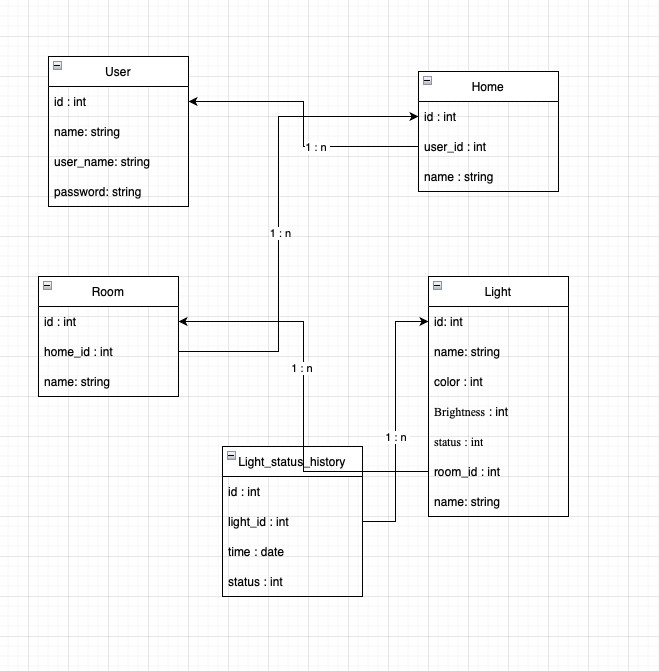 User
id : int
name: string
user_name: string
password: string
Home
id : int
user_id : int
name : string
1 : n
1 : n
Room
id : int
home_id : int
name: string
Light
id: int
name: string
color : int
Brightness : int
status : int
room_id : int
name: string
1 : n
1 : n
Light_status_history
id : int
light_id : int
time : date
status : int